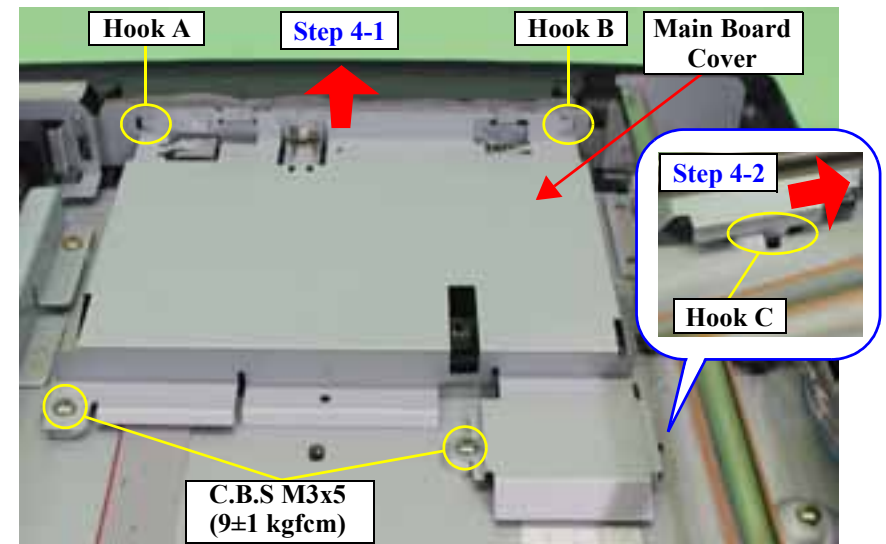 Hook A
Step 4-1
Hook B
Main Board
Cover
Step 4-2
Hook C
C.B.S M3x5
(9±1 kgfcm)